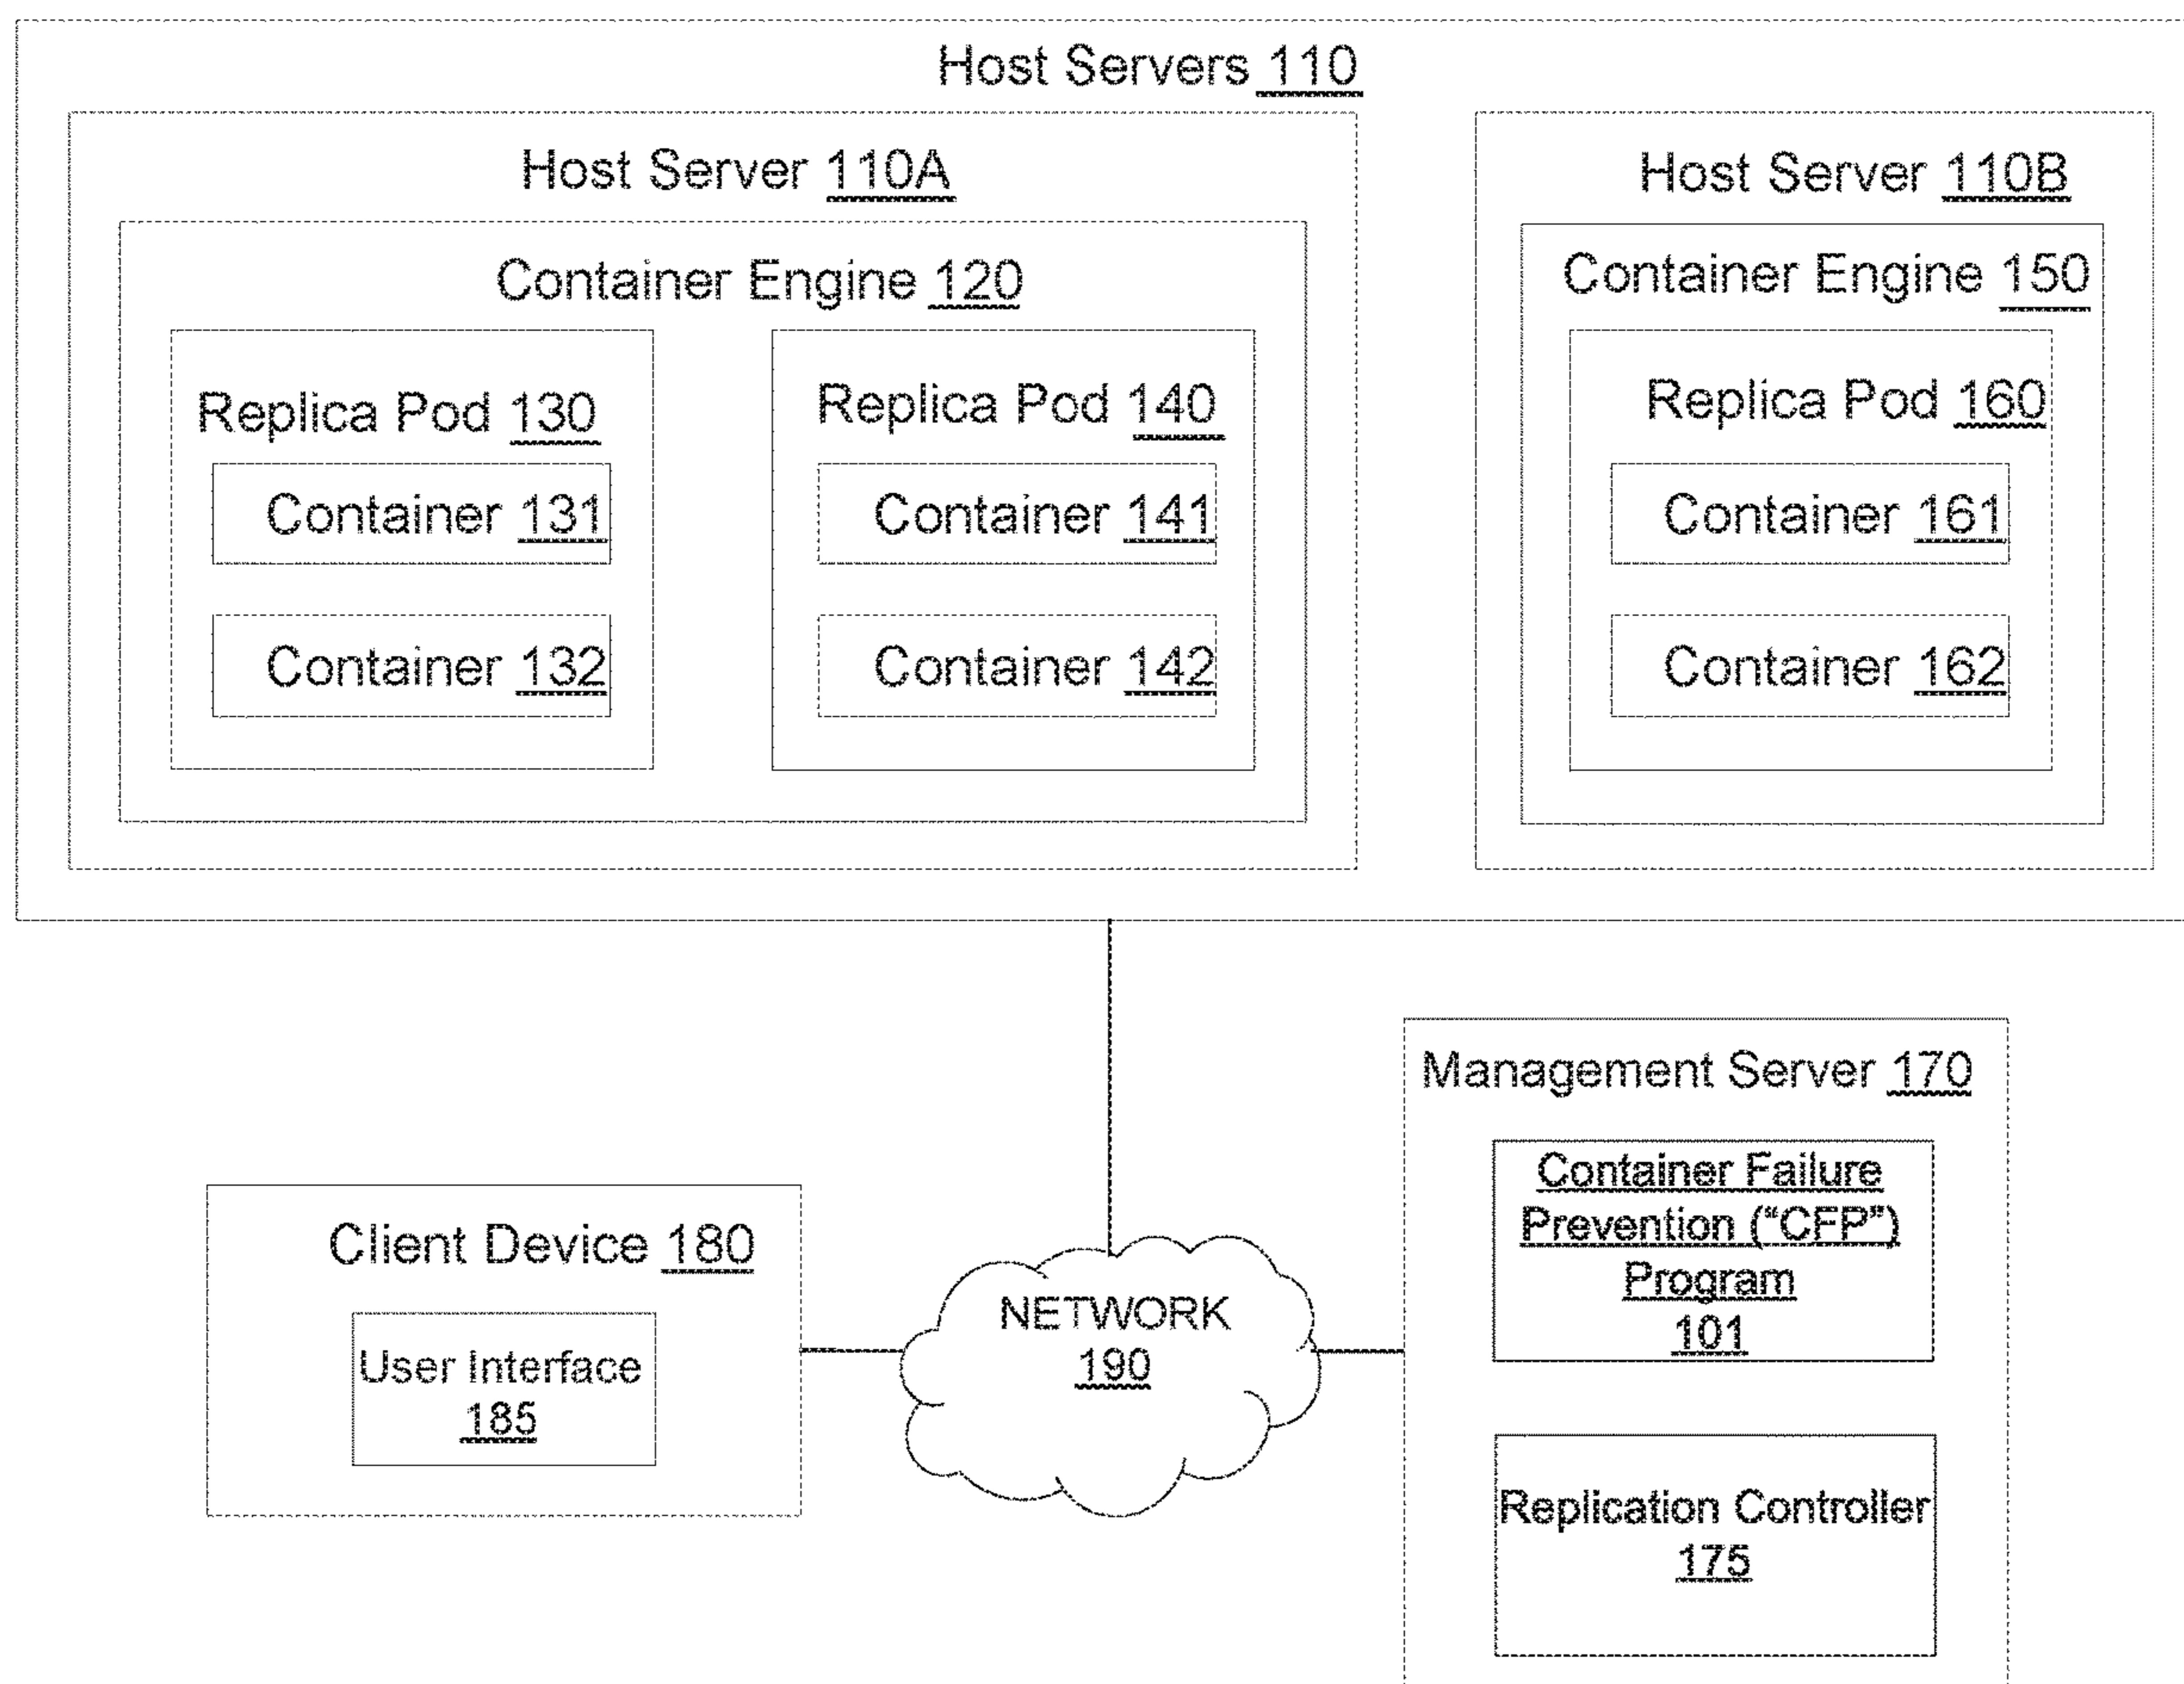 Host Servers 110
Host Server 110A
Container Engine 120
Replica Pod 130
Container 131
Container 132
Replica Pod 140
Container 141
Container 142
Host Server 110B
Container Engine 150
Replica Pod 160
Container 161
Container 162
Client Device 180
User Interface
185
NETWORK
190
Management Server 170
Container Failure
Prevention (“CFP”)
Program
101
Replication Controller
175